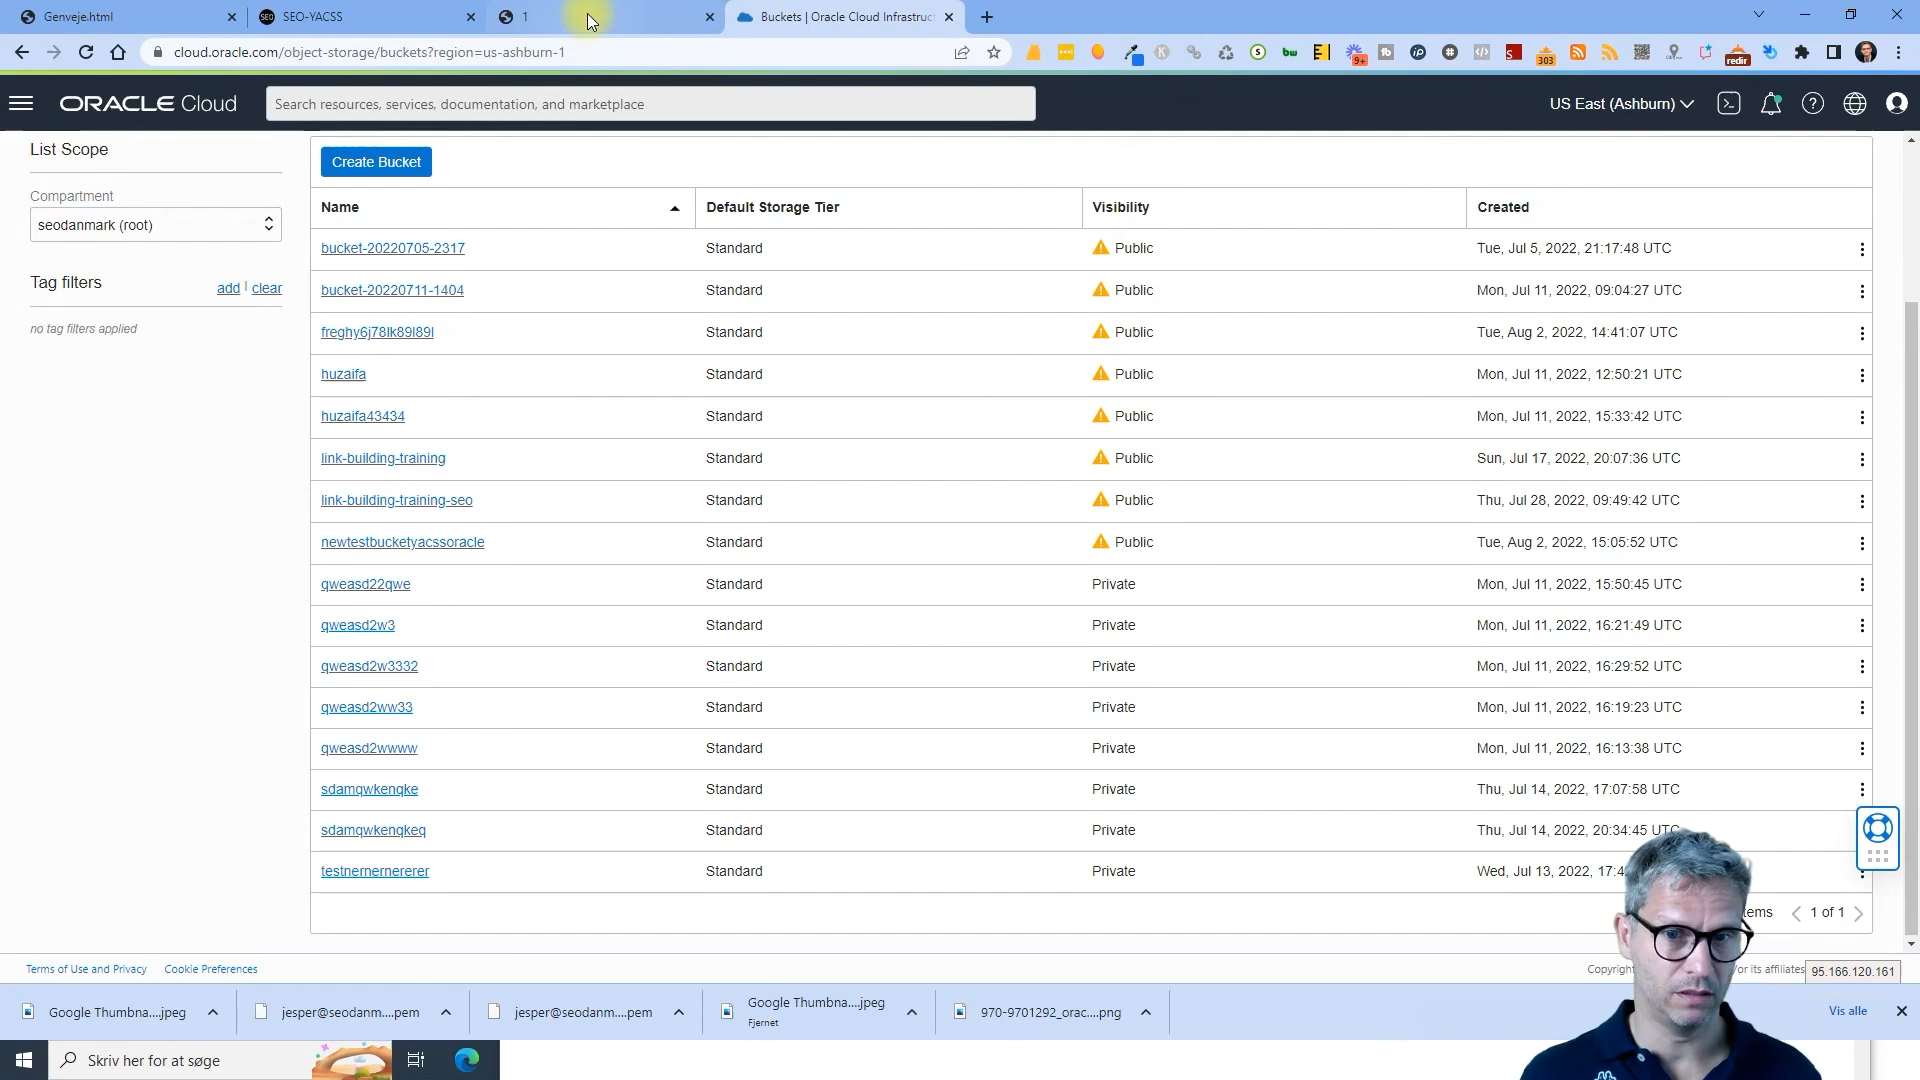 Genveje.html
SEO-YACSS
1
Buckets | Oracle Cloud Infrastruct
cloud.oracle.com/object-storage/buckets?region=us-ashburn-1
9+
303
redir
ORACLE Cloud
Search resources, services, documentation, and marketplace
US East (Ashburn)
List Scope
Compartment
seodanmark (root)
Tag filters
add | clear
no tag filters applied
Create Bucket
Name Default Storage Tier Visibility Created
bucket-20220705-2317 Standard Public Tue, Jul 5, 2022, 21:17:48 UTC
bucket-20220711-1404 Standard Public Mon, Jul 11, 2022, 09:04:27 UTC
freghy6j78lk89l89l Standard Public Tue, Aug 2, 2022, 14:41:07 UTC
huzaifa Standard Public Mon, Jul 11, 2022, 12:50:21 UTC
huzaifa43434 Standard Public Mon, Jul 11, 2022, 15:33:42 UTC
link-building-training Standard Public Sun, Jul 17, 2022, 20:07:36 UTC
link-building-training-seo Standard Public Thu, Jul 28, 2022, 09:49:42 UTC
newtestbucketyacssoracle Standard Public Tue, Aug 2, 2022, 15:05:52 UTC
qweasd22qwe Standard Private Mon, Jul 11, 2022, 15:50:45 UTC
qweasd2w3 Standard Private Mon, Jul 11, 2022, 16:21:49 UTC
qweasd2w3332 Standard Private Mon, Jul 11, 2022, 16:29:52 UTC
qweasd2ww33 Standard Private Mon, Jul 11, 2022, 16:19:23 UTC
qweasd2wwww Standard Private Mon, Jul 11, 2022, 16:13:38 UTC
sdamqwkenqke Standard Private Thu, Jul 14, 2022, 17:07:58 UTC
sdamqwkenqkeq Standard Private Thu, Jul 14, 2022, 20:34:45 UTC
testnernernererer Standard Private Wed, Jul 13, 2022, 17:4
tems 1 of 1
Terms of Use and Privacy Cookie Preferences
Copyright /or its affiliates
95.166.120.161
Google Thumbna....jpeg
jesper@seodanm....pem
jesper@seodanm....pem
Google Thumbna....jpeg
Fjernet
970-9701292_orac....png
Vis alle
Skriv her for at søge